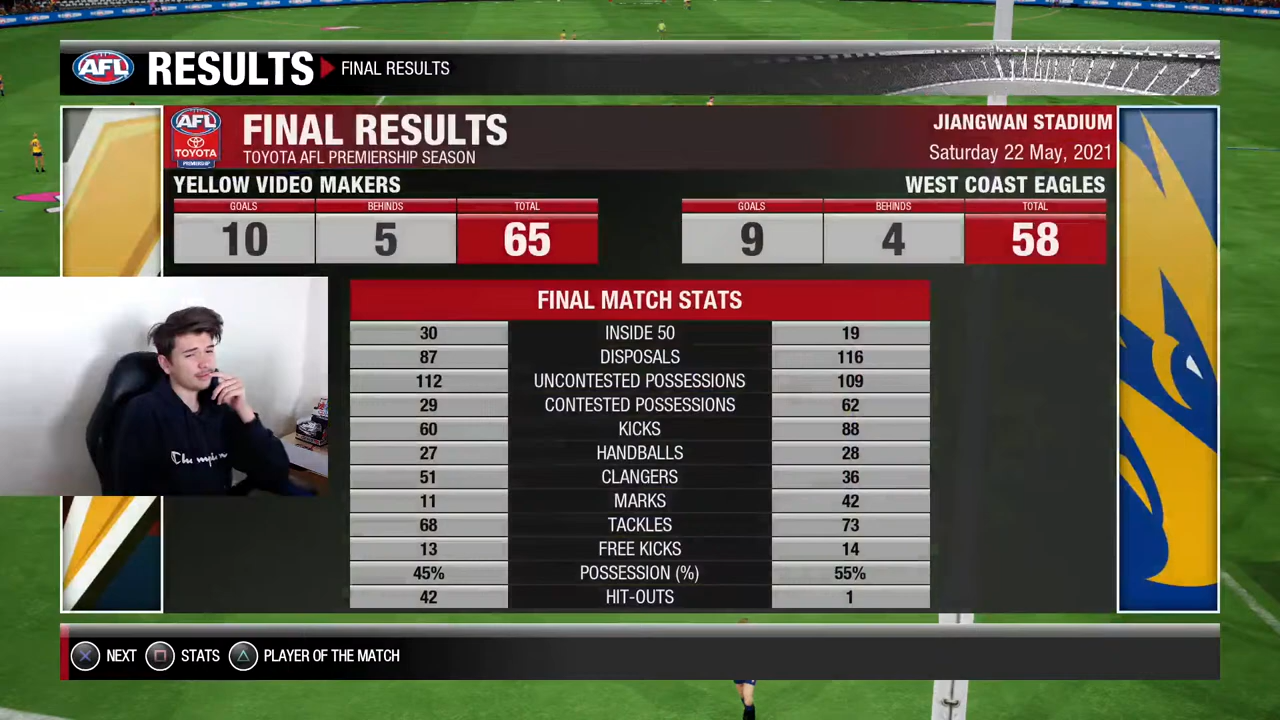 AFL RESULTS FINAL RESULTS
AFL
TOYOTA
PREMIERSHIP
FINAL RESULTS
TOYOTA AFL PREMIERSHIP SEASON
JIANGWAN STADIUM
Saturday 22 May, 2021
YELLOW VIDEO MAKERS WEST COAST EAGLES
GOALS BEHINDS TOTAL GOALS BEHINDS TOTAL
10 5 65 9 4 58
FINAL MATCH STATS
30 INSIDE 50 19
87 DISPOSALS 116
112 UNCONTESTED POSSESSIONS 109
29 CONTESTED POSSESSIONS 62
60 KICKS 88
27 HANDBALLS 28
51 CLANGERS 36
11 MARKS 42
68 TACKLES 73
13 FREE KICKS 14
45% POSSESSION (%) 55%
42 HIT-OUTS 1
Champion
NEXT STATS PLAYER OF THE MATCH